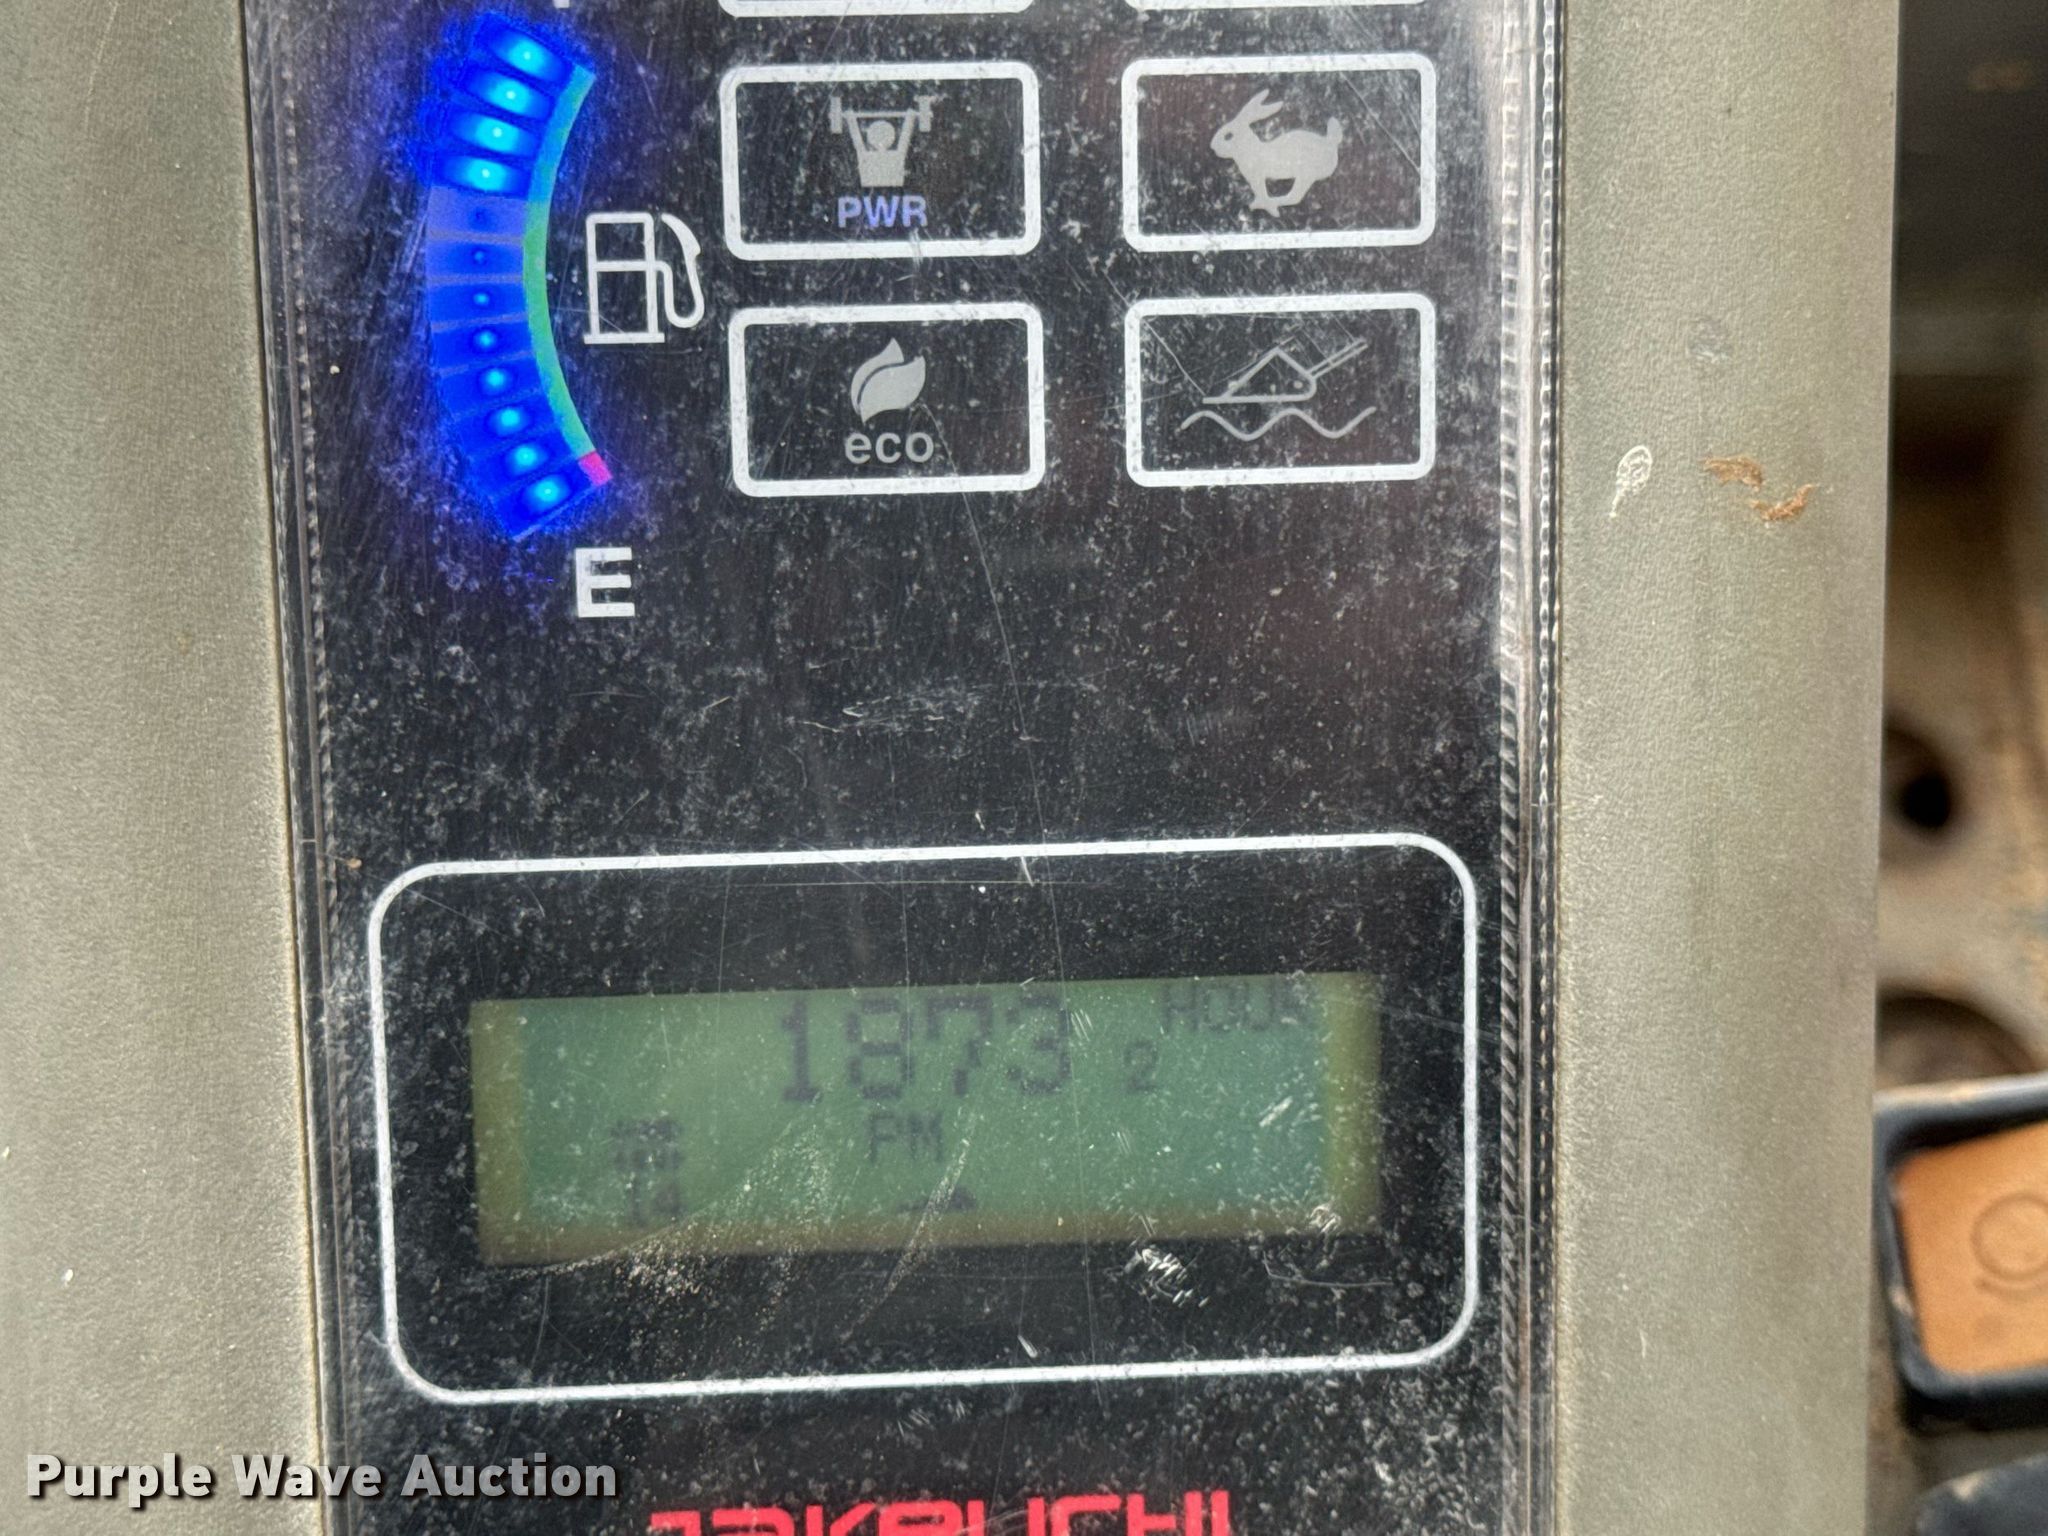 PWR
eco
E
HOUR
1873 2
PM
14
TAKEUCHI
Purple Wave Auction